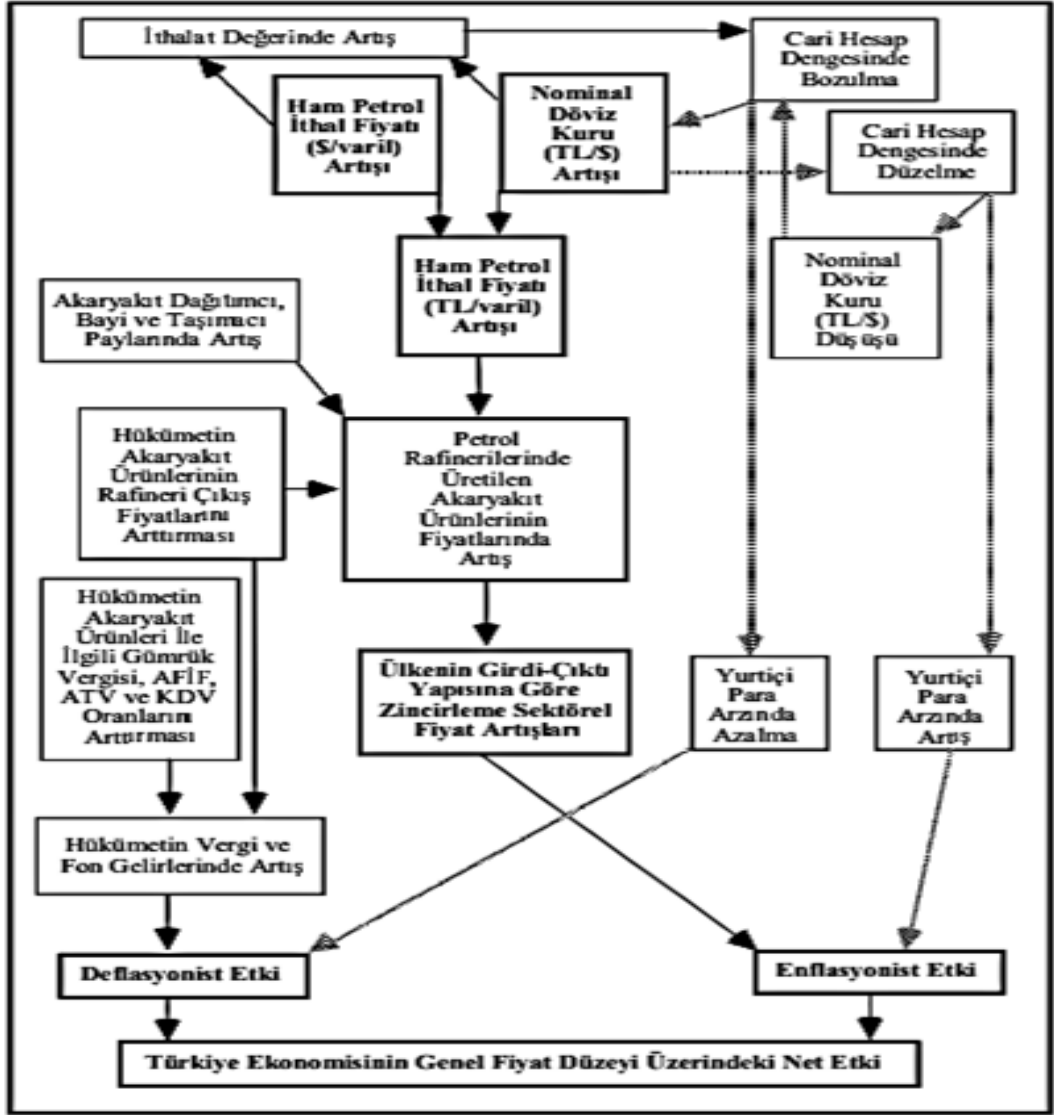 İthalat Değerinde Artış
Cari Hesap
Dengesinde
Bozulma
Ham Petrol
İthal Fiyatı
($/varil)
Artışı
Nominal
Döviz
Kuru
(TL/$)
Artışı
Cari Hesap
Dengesinde
Düzelme
Ham Petrol
İthal Fiyatı
(TL/varil)
Artışı
Nominal
Döviz
Kuru
(TL/$)
Düşüşü
Akaryakıt Dağıtımcı,
Bayi ve Taşımacı
Paylarında Artış
Hükümetin
Akaryakıt
Ürünlerinin
Rafineri Çıkış
Fiyatlarını
Arttırması
Petrol
Rafinerilerinde
Üretilen
Akaryakıt
Ürünlerinin
Fiyatlarında
Artış
Hükümetin
Akaryakıt
Ürünleri İle
İlgili Gümrük
Vergisi, AFİF,
ATV ve KDV
Oranlarını
Arttırması
Ülkenin Girdi-Çıktı
Yapısına Göre
Zincirleme Sektörel
Fiyat Artışları
Yurtiçi
Para
Arzında
Azalma
Yurtiçi
Para
Arzında
Artış
Hükümetin Vergi ve
Fon Gelirlerinde Artış
Deflasyonist Etki
Enflasyonist Etki
Türkiye Ekonomisinin Genel Fiyat Düzeyi Üzerindeki Net Etki